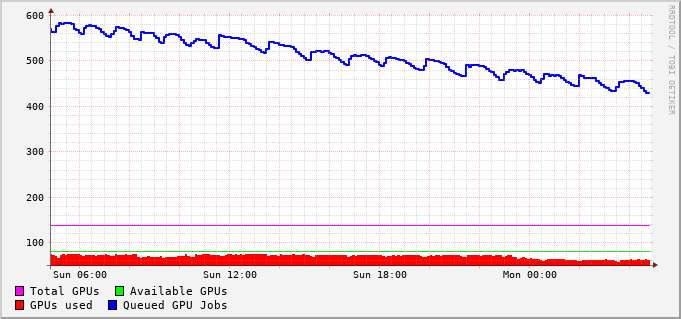 600
500
400
300
200
100
Sun 06:00 Sun 12:00 Sun 18:00 Mon 00:00
Total GPUs Available GPUs
GPUs used Queued GPU Jobs
RRDTOOL / TOBI OETIKER